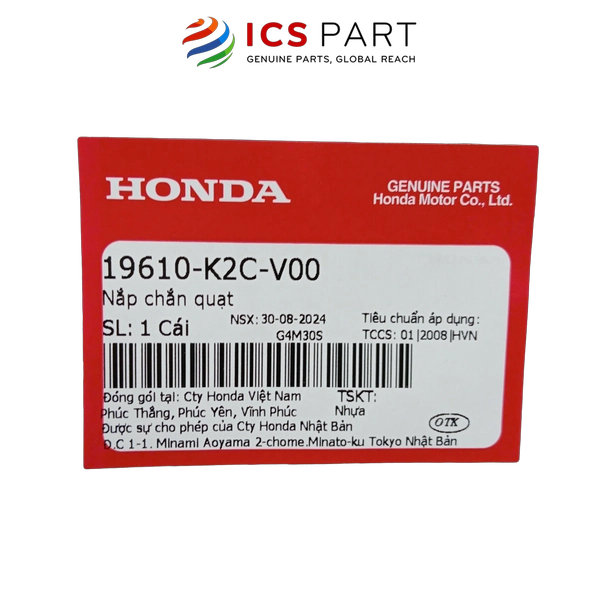 ICS PART
GENUINE PARTS, GLOBAL REACH
HONDA
GENUINE PARTS
Honda Motor Co., Ltd.
19610-K2C-V00
Nắp chắn quạt
SL: 1 Cái
NSX: 30-08-2024
G4M30S
Tiêu chuẩn áp dụng:
TCCS: 01|2008|HVN
Đóng gói tại: Cty Honda Việt Nam
Phúc Thắng, Phúc Yên, Vĩnh Phúc
TSKT:
Nhựa
Được sự cho phép của Cty Honda Nhật Bản
Đ.C 1-1. Minami Aoyama 2-chome.Minato-ku Tokyo Nhật Bản
OTK